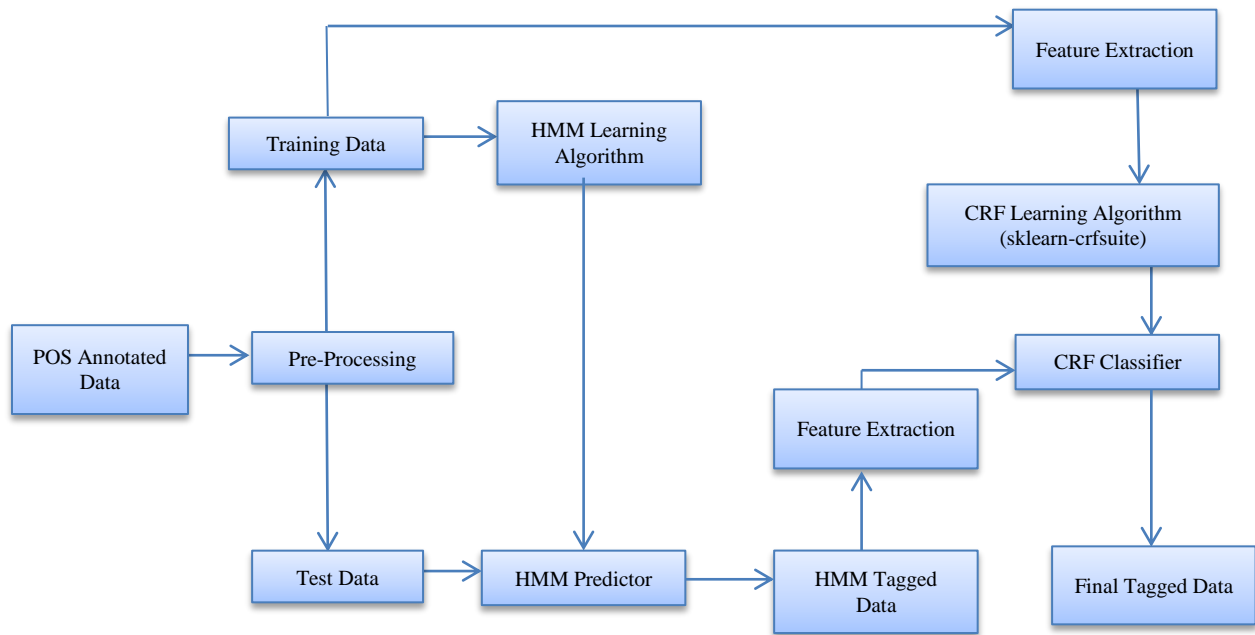 Feature Extraction
Training Data
HMM Learning
Algorithm
CRF Learning Algorithm
(sklearn-crfsuite)
POS Annotated
Data
Pre-Processing
CRF Classifier
Feature Extraction
Test Data
HMM Predictor
HMM Tagged
Data
Final Tagged Data